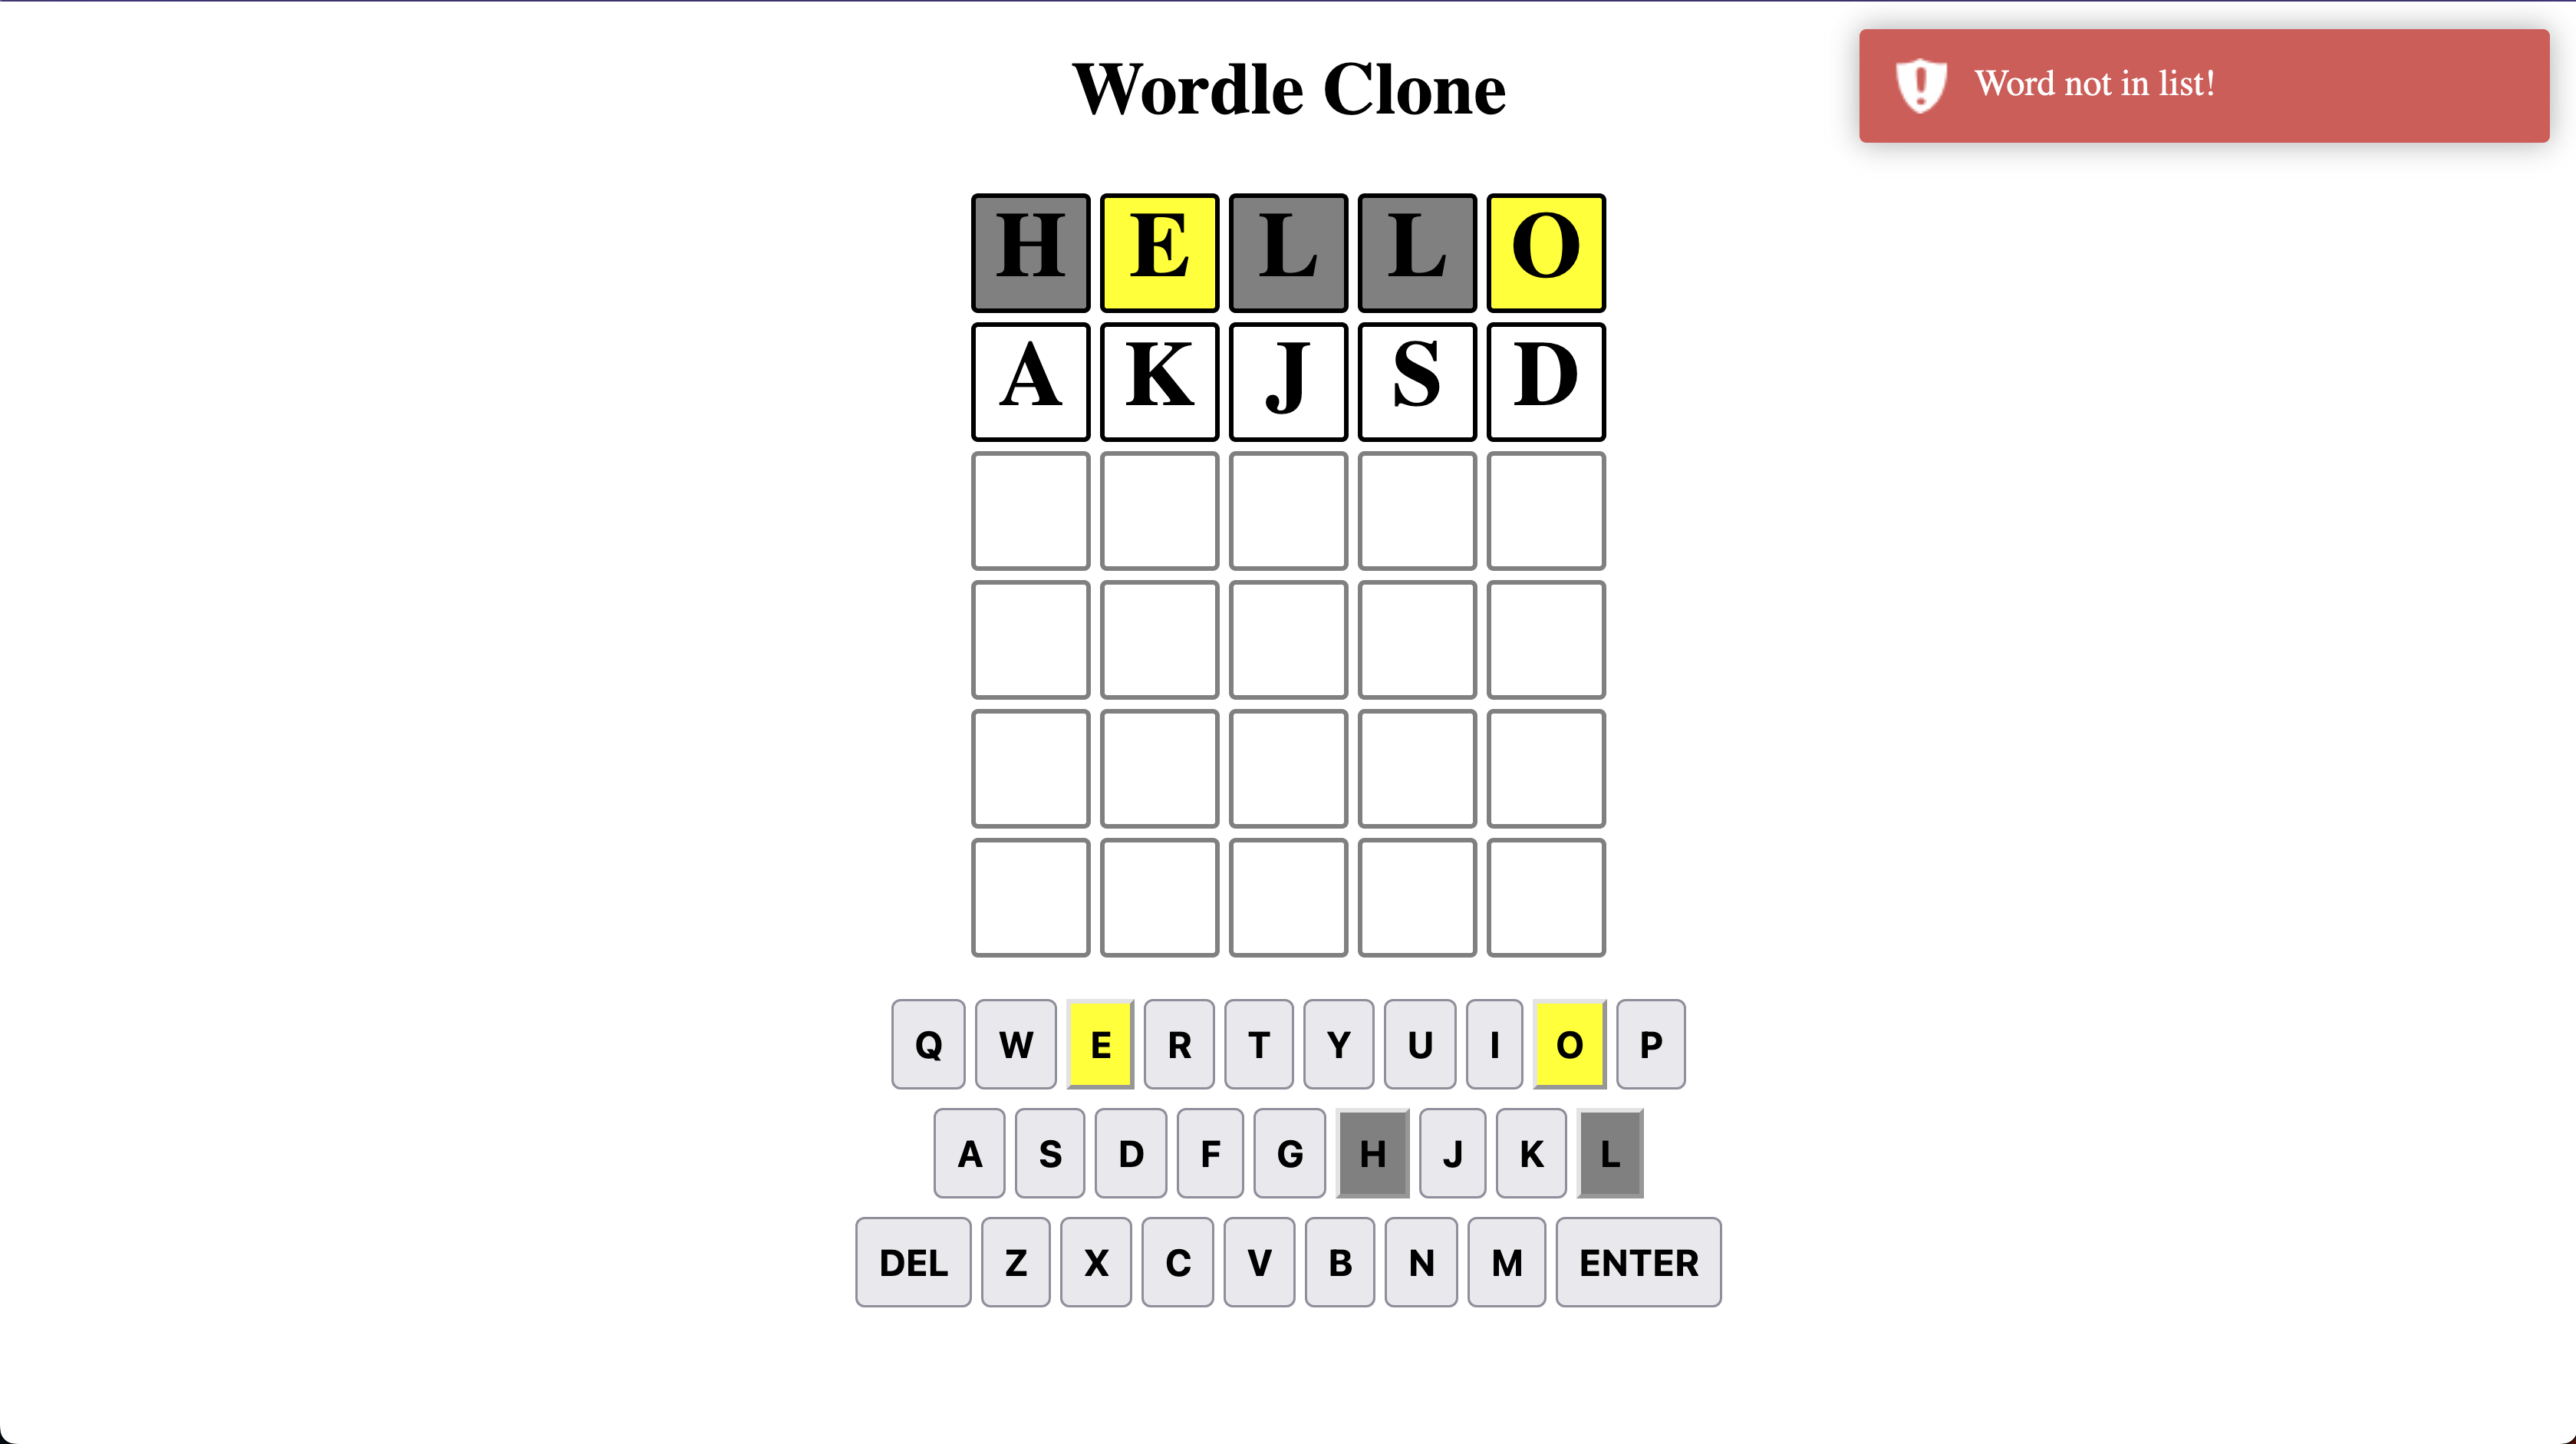 Wordle Clone
Word not in list!
H E L L O
A K J S D
Q W E R T Y U I O P
A S D F G H J K L
DEL Z X C V B N M ENTER